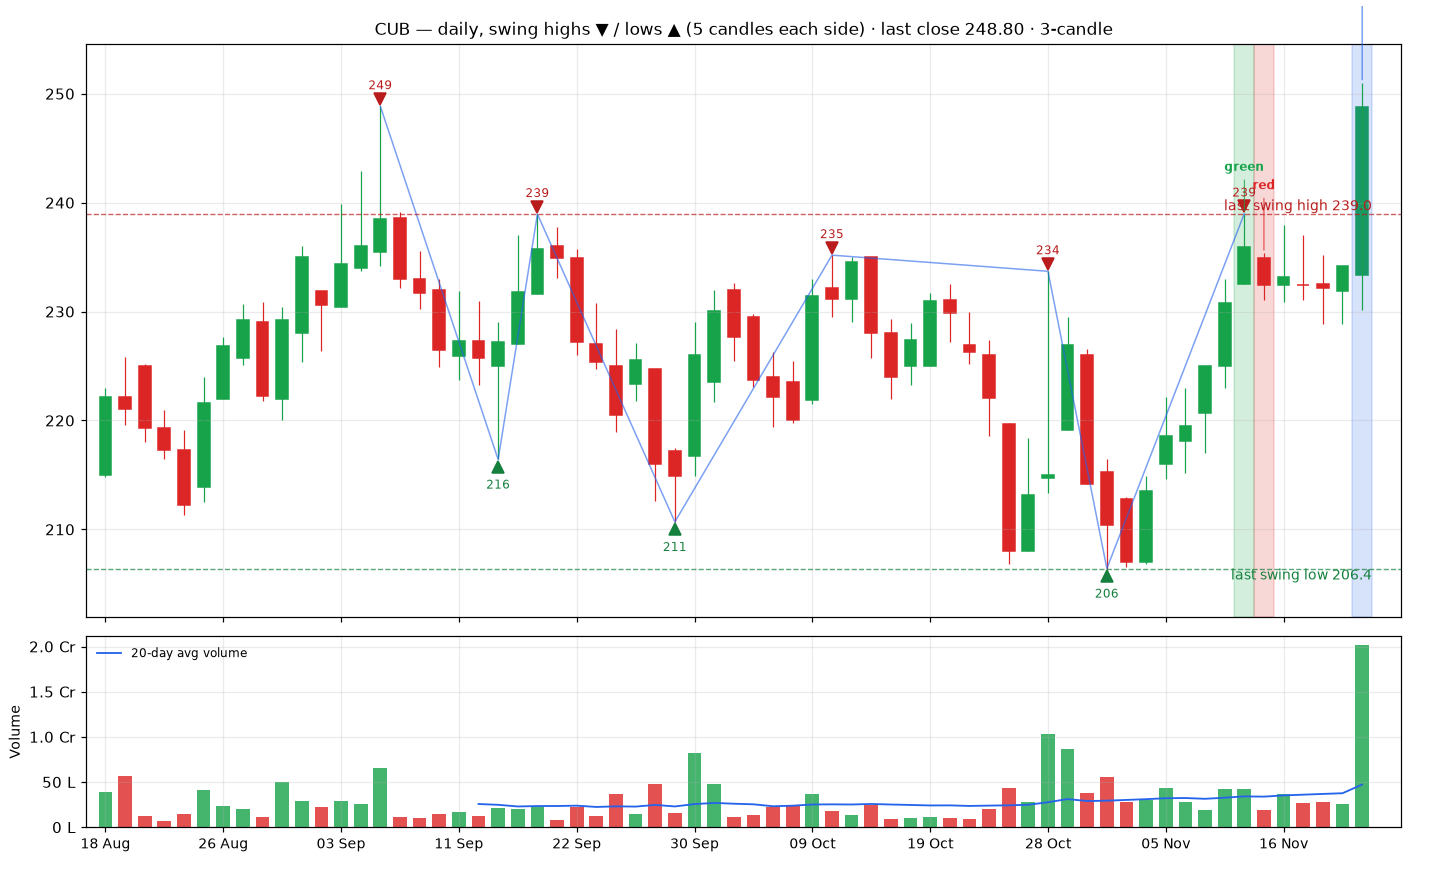 CUB — daily, swing highs ▼ / lows ▲ (5 candles each side) · last close 248.80 · 3-candle
250
240
230
220
210
249
239
235
234
green
red
239
last swing high 239.0
216
211
206
last swing low 206.4
Volume
2.0 Cr
1.5 Cr
1.0 Cr
50 L
0 L
20-day avg volume
18 Aug 26 Aug 03 Sep 11 Sep 22 Sep 30 Sep 09 Oct 19 Oct 28 Oct 05 Nov 16 Nov